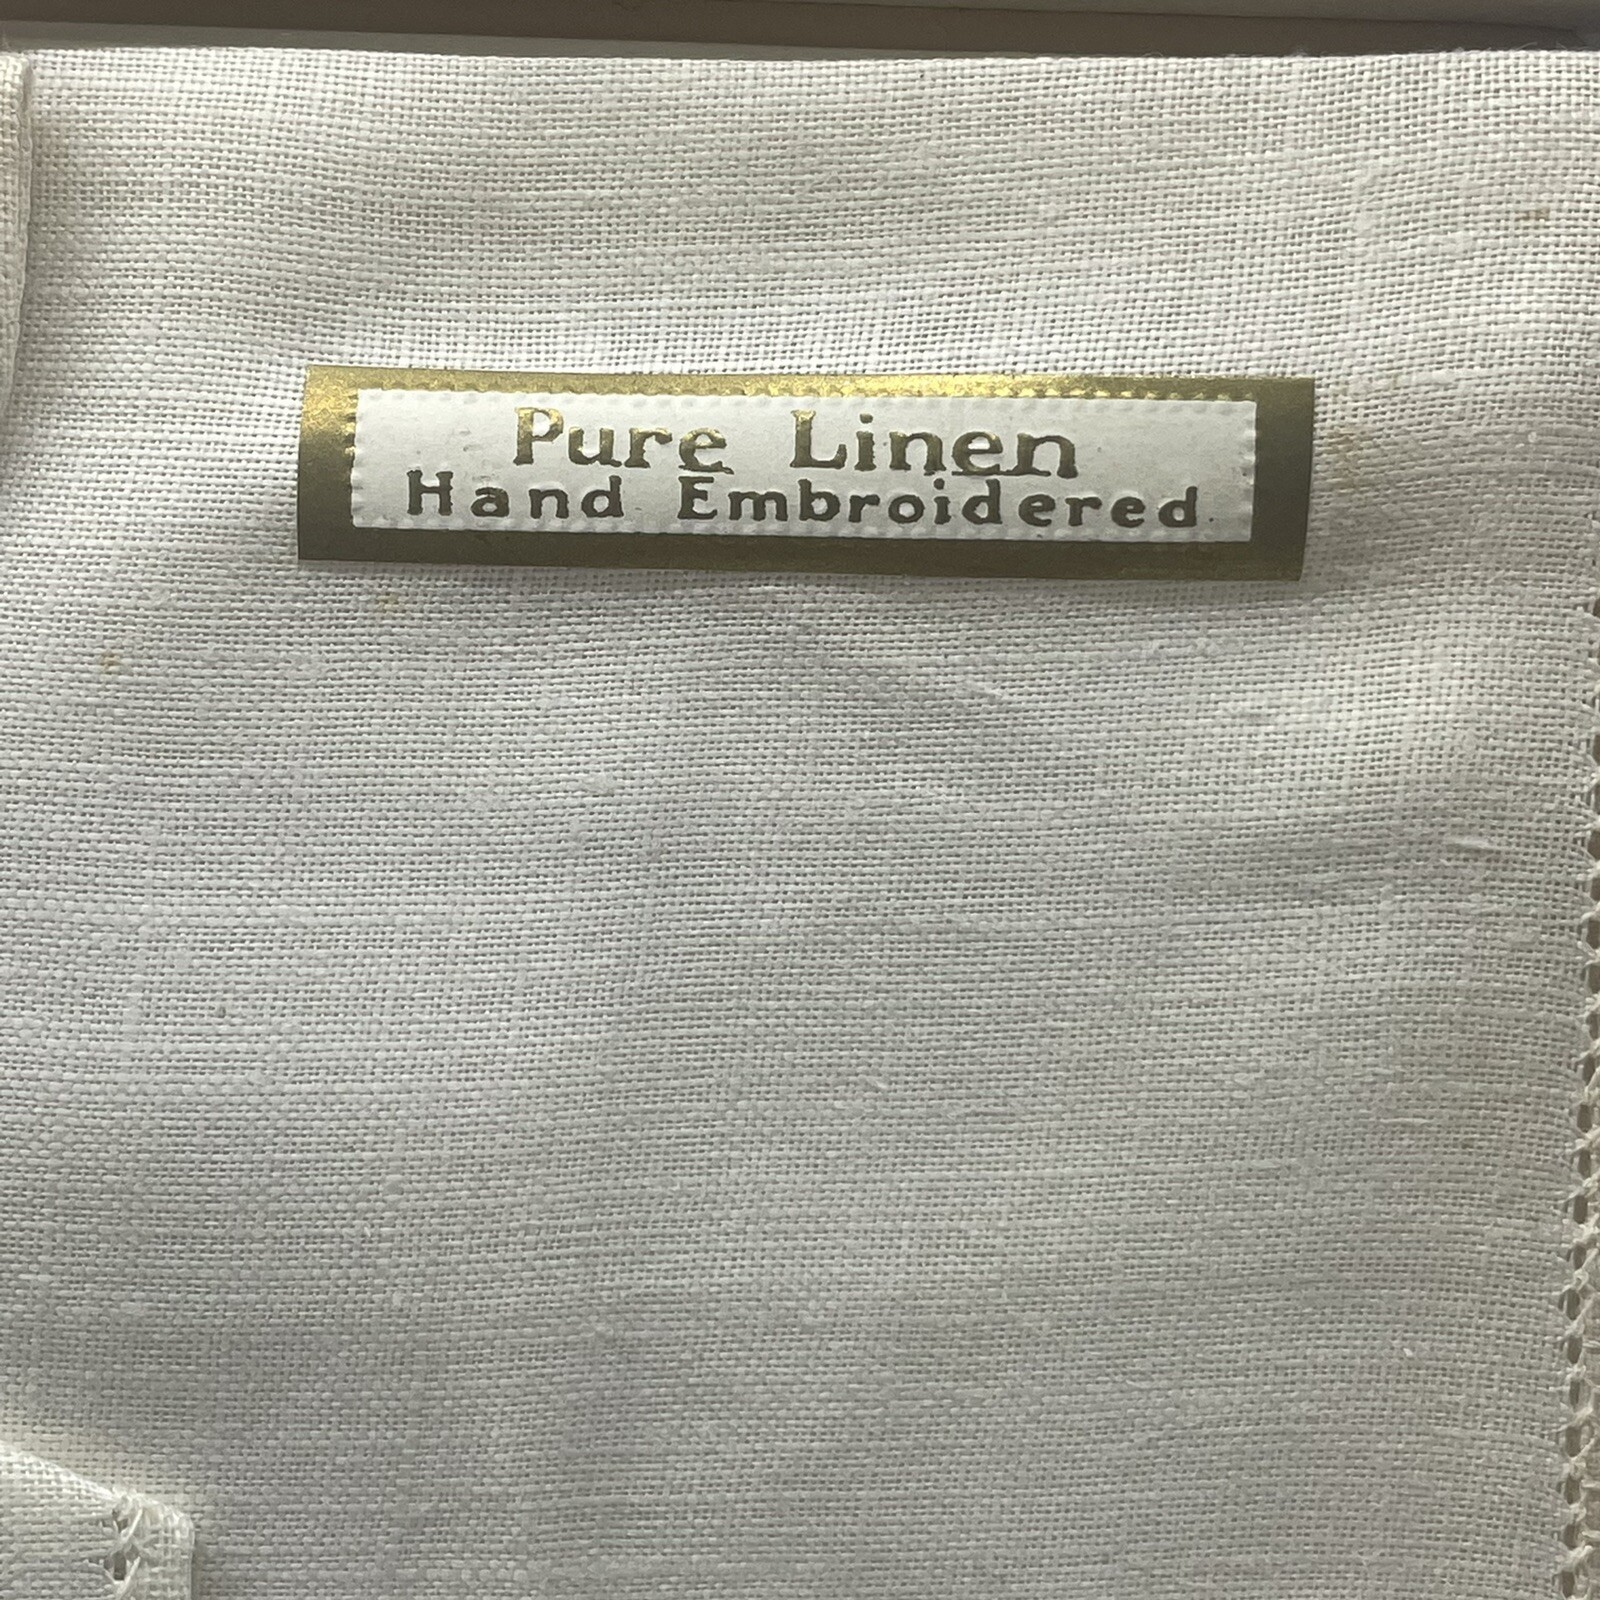 Pure Linen
Hand Embroidered